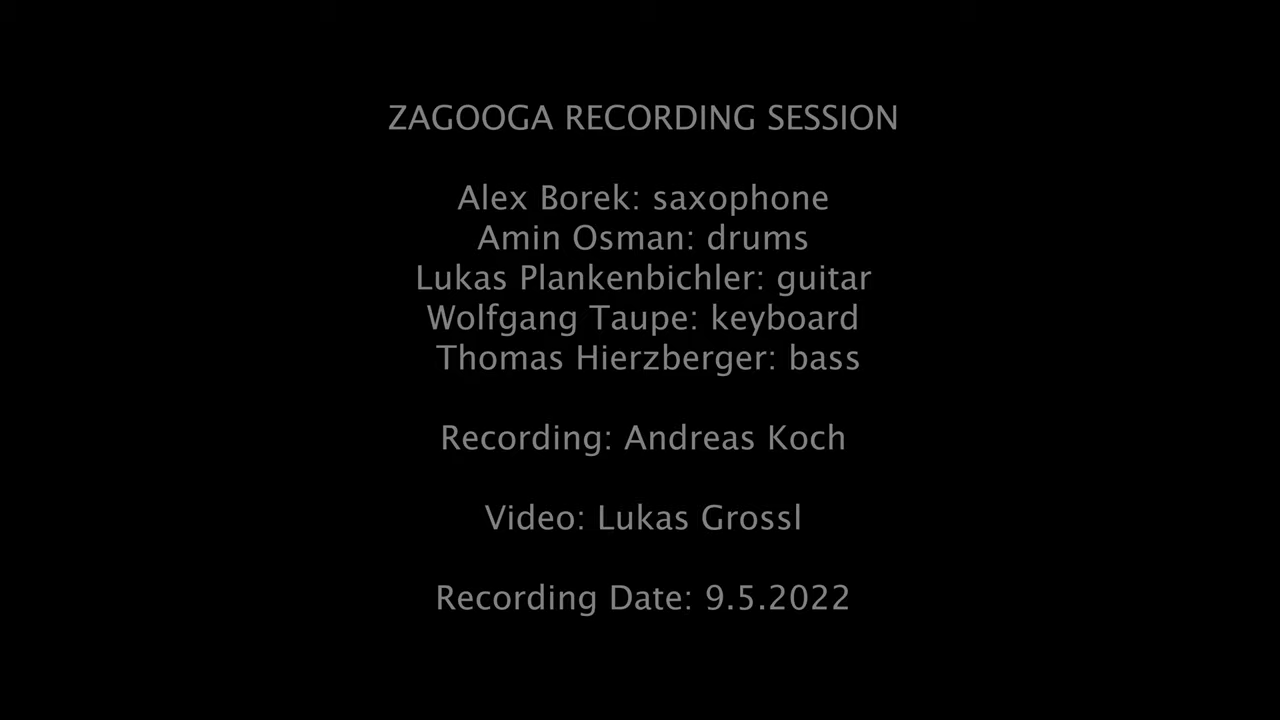 ZAGOOGA RECORDING SESSION
Alex Borek: saxophone
Amin Osman: drums
Lukas Plankenbichler: guitar
Wolfgang Taupe: keyboard
Thomas Hierzberger: bass
Recording: Andreas Koch
Video: Lukas Grossl
Recording Date: 9.5.2022